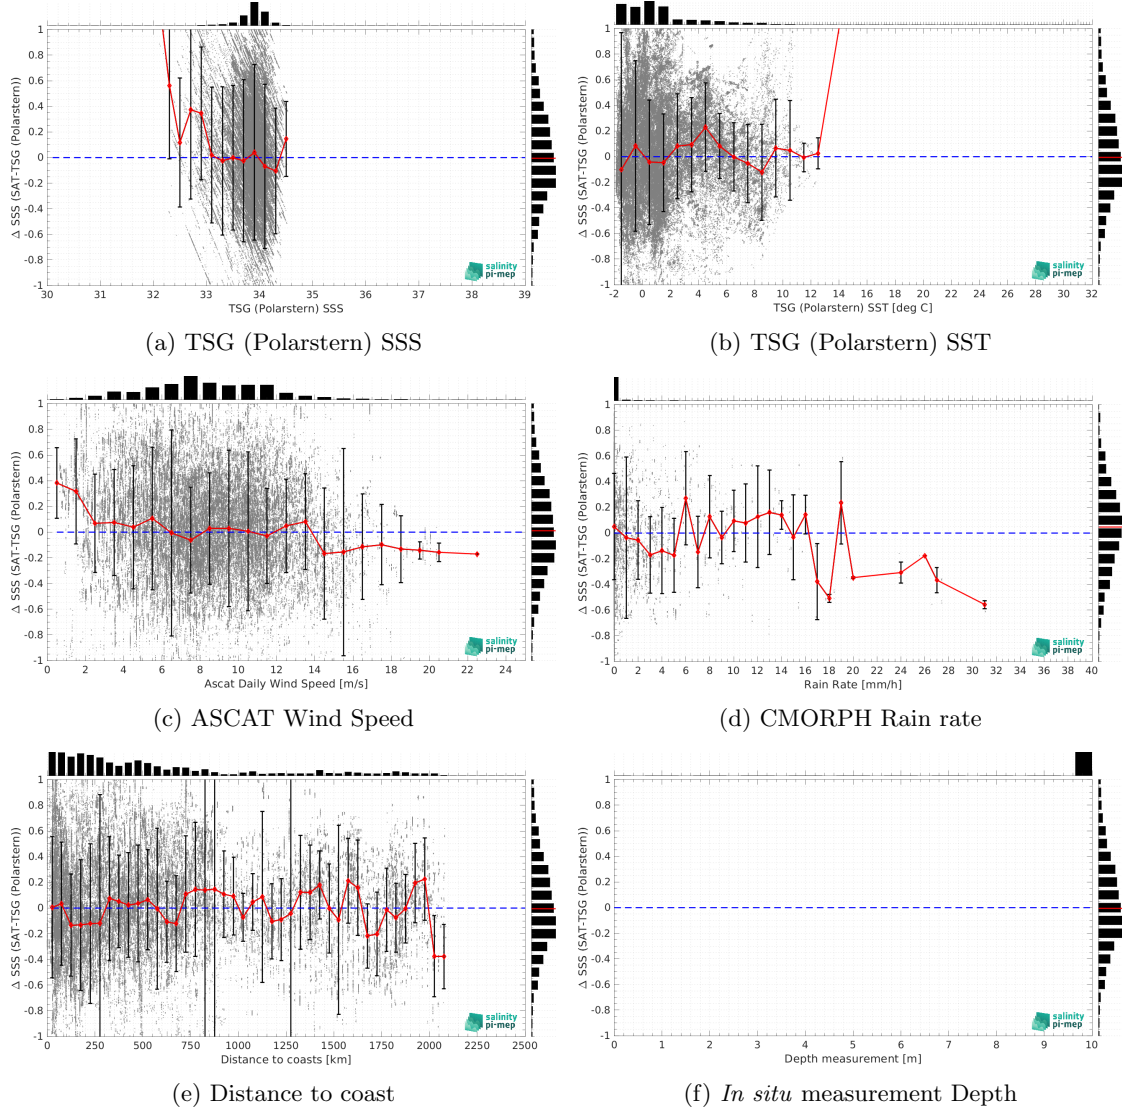 Δ SSS (SAT-TSG (Polarstern))
1
0.8
0.6
0.4
0.2
0
-0.2
-0.4
-0.6
-0.8
-1
30 31 32 33 34 35 36 37 38 39
TSG (Polarstern) SSS
salinity
pi-mep
(a) TSG (Polarstern) SSS
Δ SSS (SAT-TSG (Polarstern))
1
0.8
0.6
0.4
0.2
0
-0.2
-0.4
-0.6
-0.8
-1
-2 0 2 4 6 8 10 12 14 16 18 20 22 24 26 28 30 32
TSG (Polarstern) SST [deg C]
salinity
pi-mep
(b) TSG (Polarstern) SST
Δ SSS (SAT-TSG (Polarstern))
1
0.8
0.6
0.4
0.2
0
-0.2
-0.4
-0.6
-0.8
-1
0 2 4 6 8 10 12 14 16 18 20 22 24
Ascat Daily Wind Speed [m/s]
salinity
pi-mep
(c) ASCAT Wind Speed
Δ SSS (SAT-TSG (Polarstern))
1
0.8
0.6
0.4
0.2
0
-0.2
-0.4
-0.6
-0.8
-1
0 2 4 6 8 10 12 14 16 18 20 22 24 26 28 30 32 34 36 38 40
Rain Rate [mm/h]
salinity
pi-mep
(d) CMORPH Rain rate
Δ SSS (SAT-TSG (Polarstern))
1
0.8
0.6
0.4
0.2
0
-0.2
-0.4
-0.6
-0.8
-1
0 250 500 750 1000 1250 1500 1750 2000 2250 2500
Distance to coasts [km]
salinity
pi-mep
(e) Distance to coast
Δ SSS (SAT-TSG (Polarstern))
1
0.8
0.6
0.4
0.2
0
-0.2
-0.4
-0.6
-0.8
-1
0 1 2 3 4 5 6 7 8 9 10
Depth measurement [m]
salinity
pi-mep
(f) In situ measurement Depth